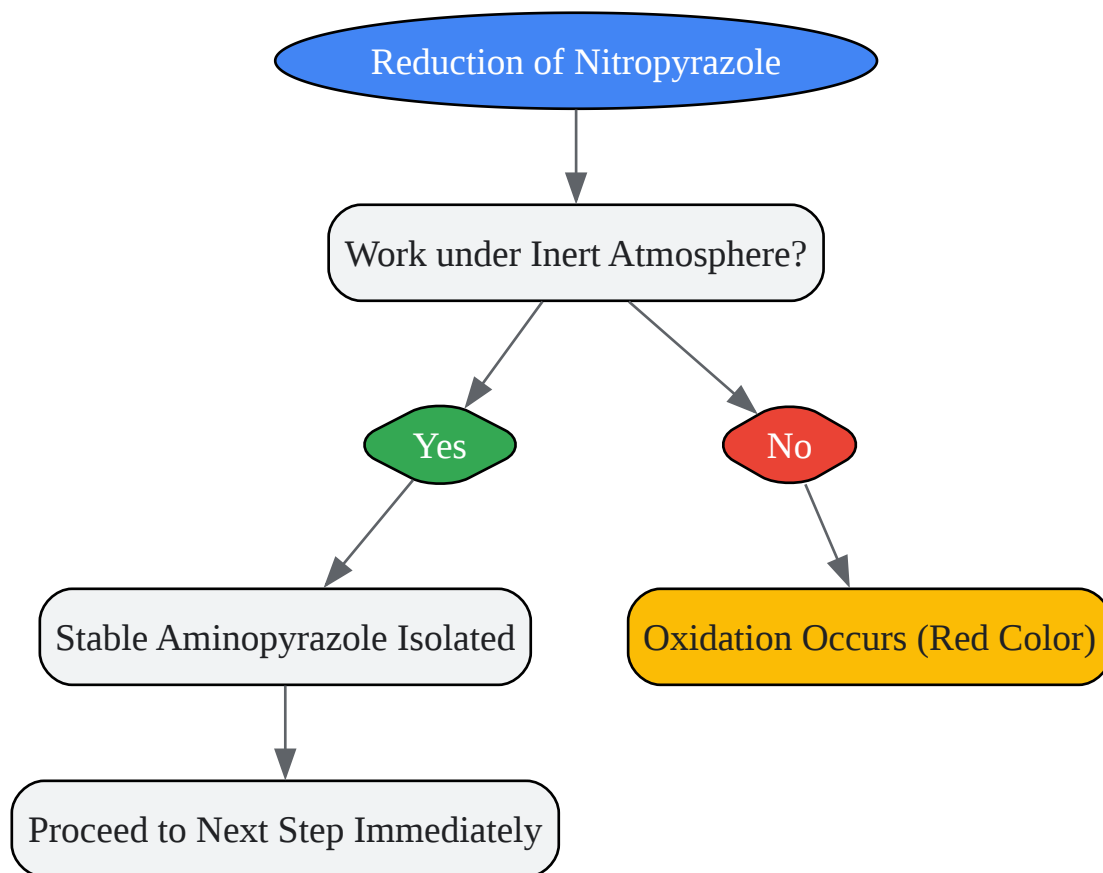 Reduction of Nitropyrazole
Work under Inert Atmosphere?
Yes
No
Stable Aminopyrazole Isolated
Oxidation Occurs (Red Color)
Proceed to Next Step Immediately